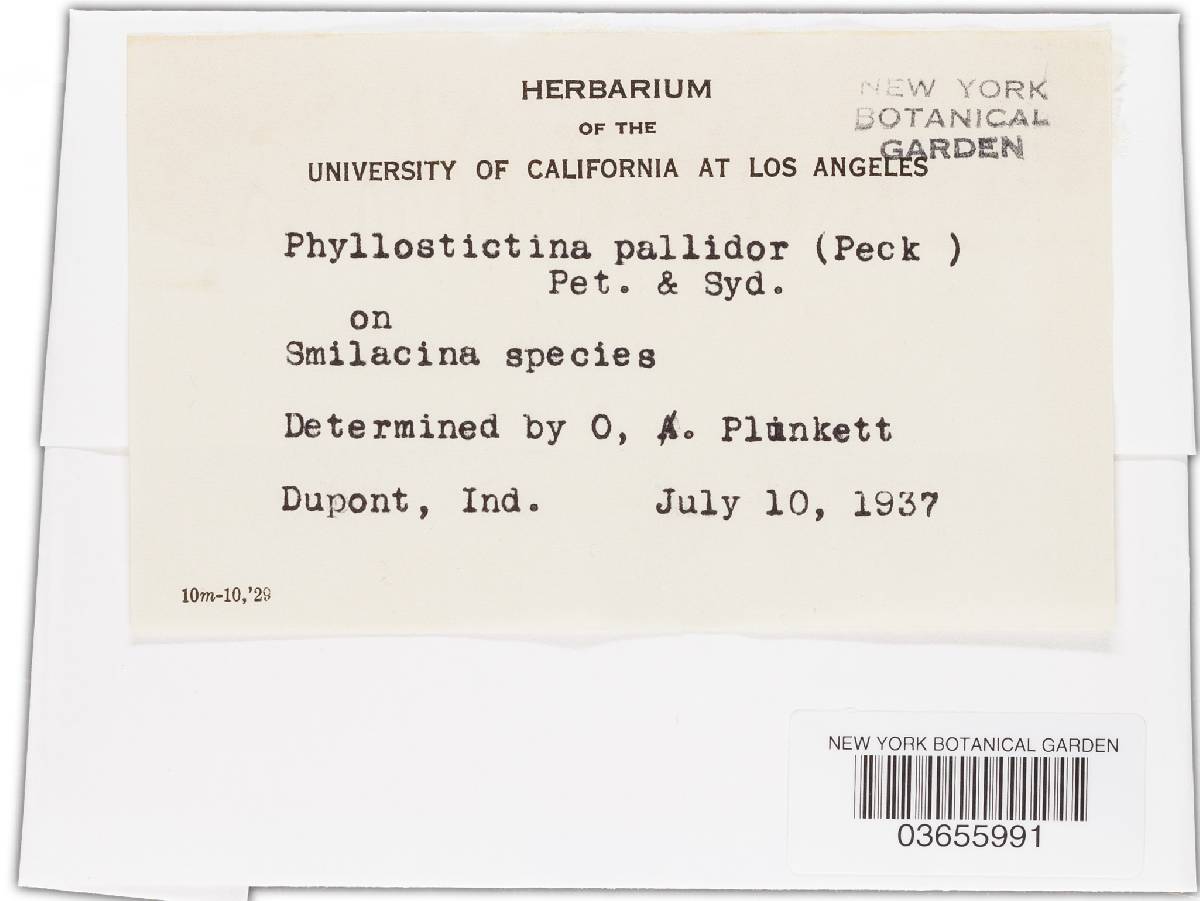 HERBARIUM
OF THE
UNIVERSITY OF CALIFORNIA AT LOS ANGELES
NEW YORK
BOTANICAL
GARDEN
Phyllostictina pallidor (Peck )
Pet. & Syd.
on
Smilacina species
Determined by O, A. Plunkett
Dupont, Ind. July 10, 1937
10m-10,'29
NEW YORK BOTANICAL GARDEN
03655991